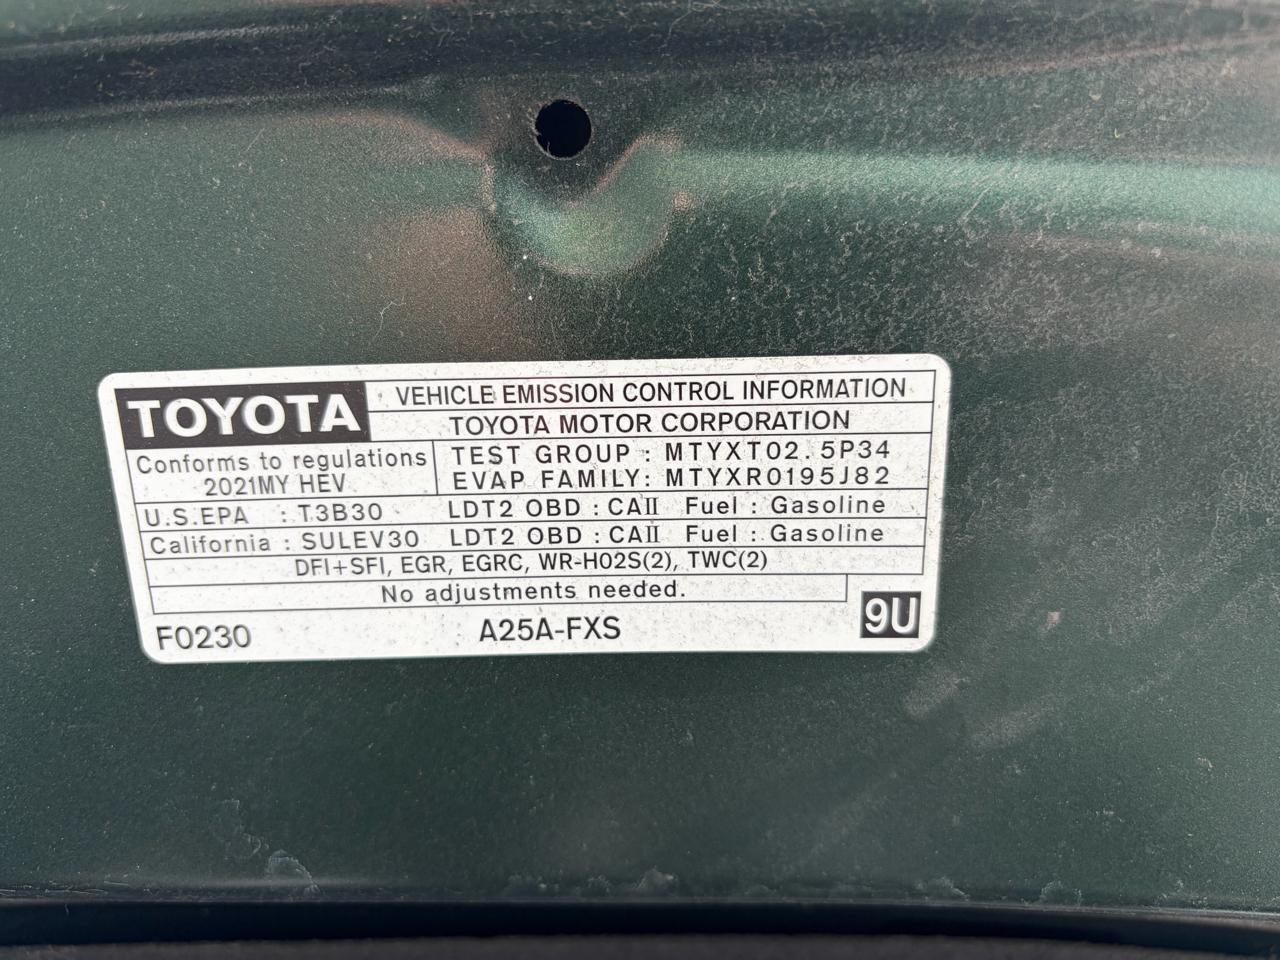 TOYOTA
VEHICLE EMISSION CONTROL INFORMATION
TOYOTA MOTOR CORPORATION
Conforms to regulations
2021MY HEV
TEST GROUP : MTYXT02.5P34
EVAP FAMILY: MTYXR0195J82
U.S.EPA : T3B30 LDT2 OBD : CAII Fuel : Gasoline
California : SULEV30 LDT2 OBD : CAII Fuel : Gasoline
DFI+SFI, EGR, EGRC, WR-HO2S(2), TWC(2)
No adjustments needed.
F0230 A25A-FXS 9U